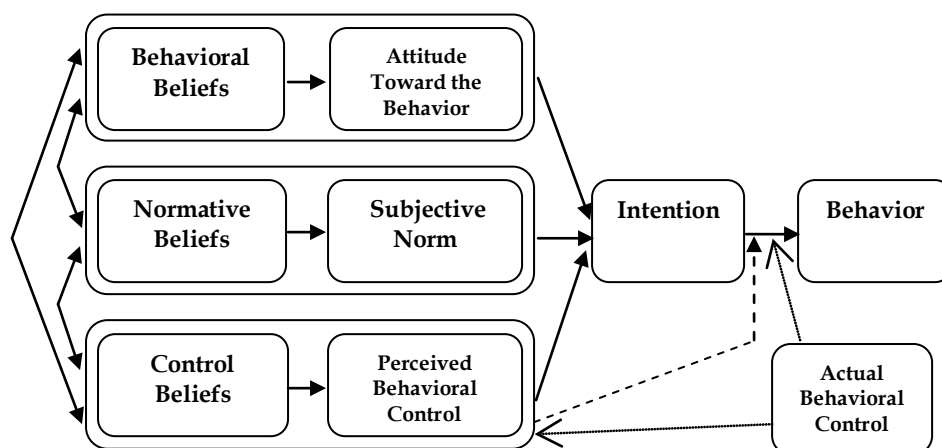 Behavioral
Beliefs
Attitude
Toward the
Behavior
Normative
Beliefs
Subjective
Norm
Intention
Behavior
Control
Beliefs
Perceived
Behavioral
Control
Actual
Behavioral
Control